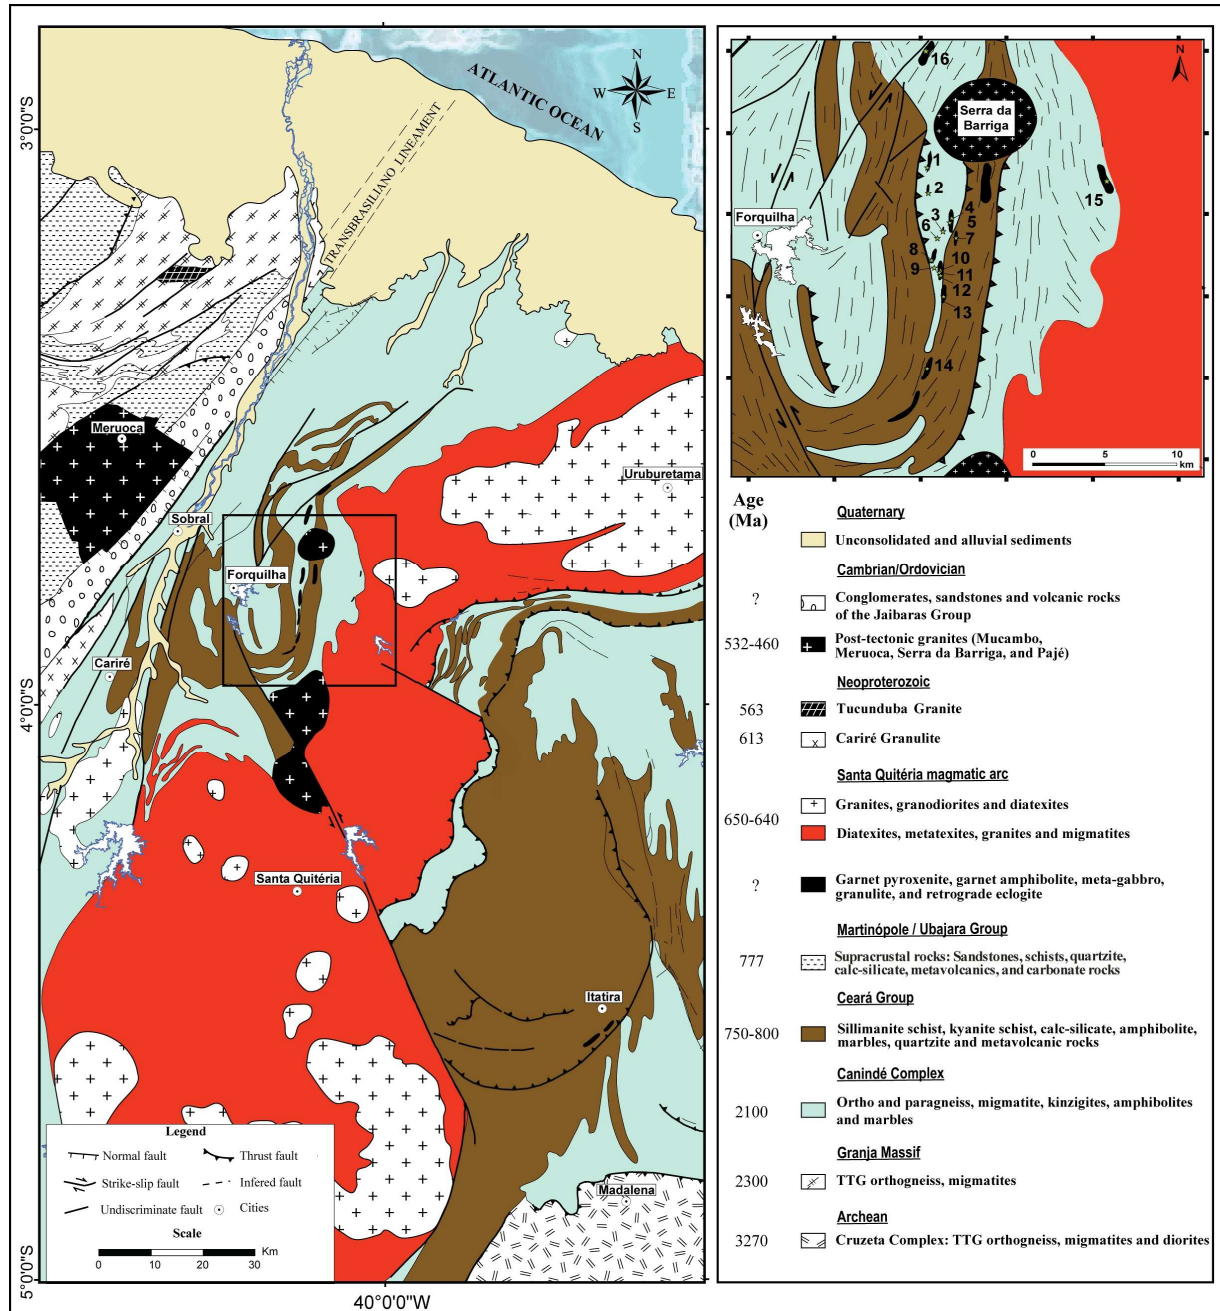 3°0'0"S
4°0'0"S
5°0'0"S
40°0'0"W
ATLANTIC OCEAN
N
W
E
S
TRANSBRASILIANO LINEAMENT
Meruoca
Uruburetama
Sobral
Forquilha
Cariré
Santa Quitéria
Itatira
Madalena
Legend
Normal fault
Thrust fault
Strike-slip fault
Infered fault
Undiscriminate fault
Cities
Scale
0 10 20 30 Km
N
16
Serra da
Barriga
1
2
15
Forquilha
3
4
6
5
7
8
10
9
11
12
13
14
0 5 10
km
Age
(Ma)
Quaternary
Unconsolidated and alluvial sediments
Cambrian/Ordovician
? Conglomerates, sandstones and volcanic rocks
of the Jaibaras Group
532-460 Post-tectonic granites (Mucambo,
Meruoca, Serra da Barriga, and Pajé)
Neoproterozoic
563 Tucunduba Granite
613 Cariré Granulite
Santa Quitéria magmatic arc
Granites, granodiorites and diatexites
650-640
Diatexites, metatexites, granites and migmatites
? Garnet pyroxenite, garnet amphibolite, meta-gabbro,
granulite, and retrograde eclogite
Martinópole / Ubajara Group
777 Supracrustal rocks: Sandstones, schists, quartzite,
calc-silicate, metavolcanics, and carbonate rocks
Ceará Group
750-800 Sillimanite schist, kyanite schist, calc-silicate, amphibolite,
marbles, quartzite and metavolcanic rocks
Canindé Complex
2100 Ortho and paragneiss, migmatite, kinzigites, amphibolites
and marbles
Granja Massif
2300 TTG orthogneiss, migmatites
Archean
3270 Cruzeta Complex: TTG orthogneiss, migmatites and diorites